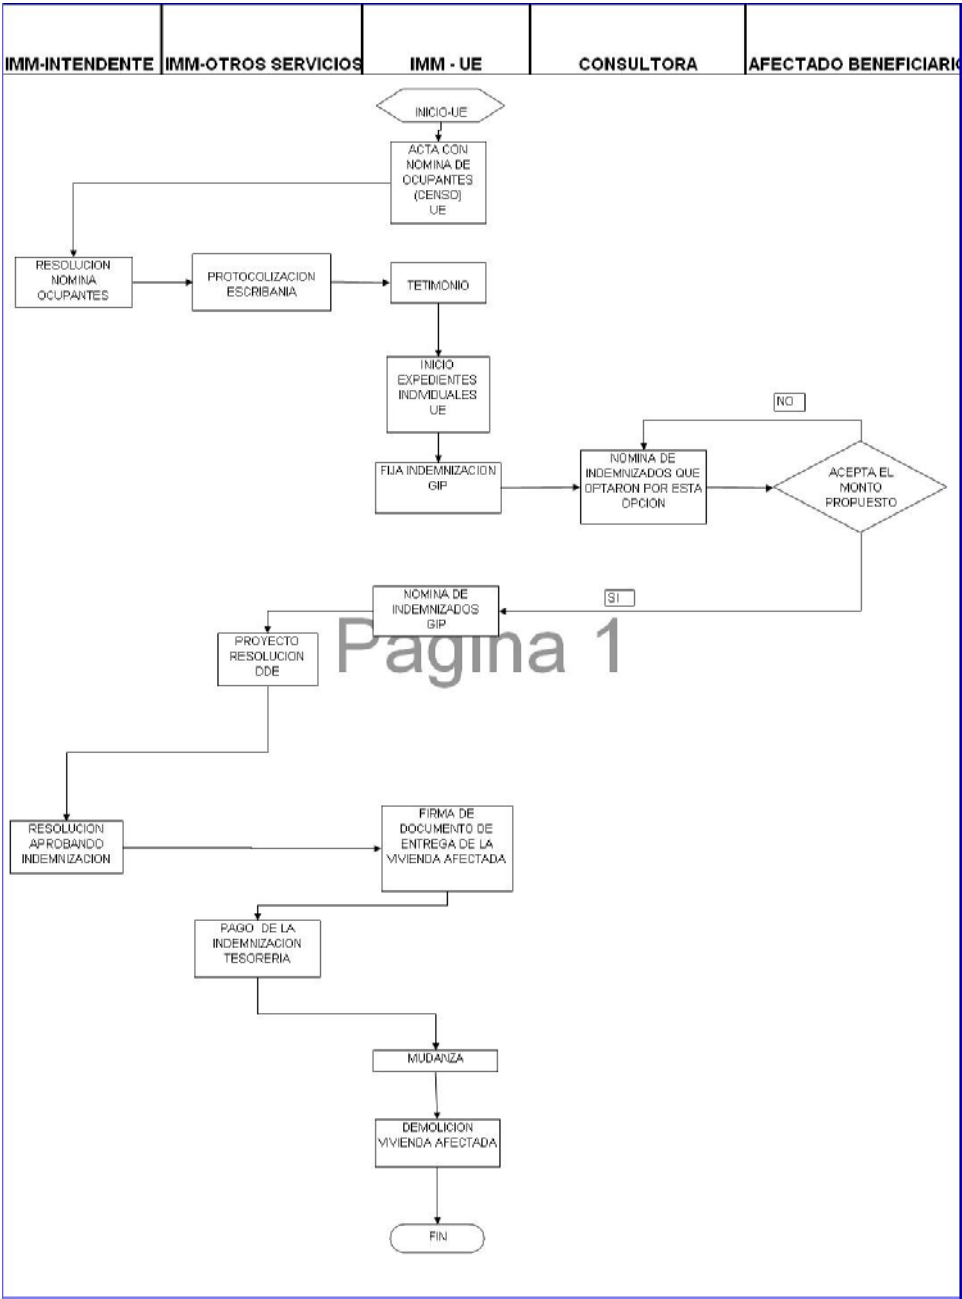 IMM-INTENDENTE
IMM-OTROS SERVICIOS
IMM - UE
CONSULTORA
AFECTADO BENEFICIARIO
INICIO-UE
ACTA CON
NOMINA DE
OCUPANTES
(CENSO)
UE
RESOLUCION
NOMINA
OCUPANTES
PROTOCOLIZACION
ESCRIBANIA
TETIMONIO
INICIO
EXPEDIENTES
INDIVIDUALES
UE
NO
FIJA INDEMNIZACION
GIP
NOMINA DE
INDEMNIZADOS QUE
OPTARON POR ESTA
OPCION
ACEPTA EL
MONTO
PROPUESTO
SI
NOMINA DE
INDEMNIZADOS
GIP
PROYECTO
RESOLUCION
DDE
Pagina 1
RESOLUCION
APROBANDO
INDEMNIZACION
FIRMA DE
DOCUMENTO DE
ENTREGA DE LA
VIVIENDA AFECTADA
PAGO DE LA
INDEMNIZACION
TESORERIA
MUDANZA
DEMOLICION
VIVIENDA AFECTADA
FIN